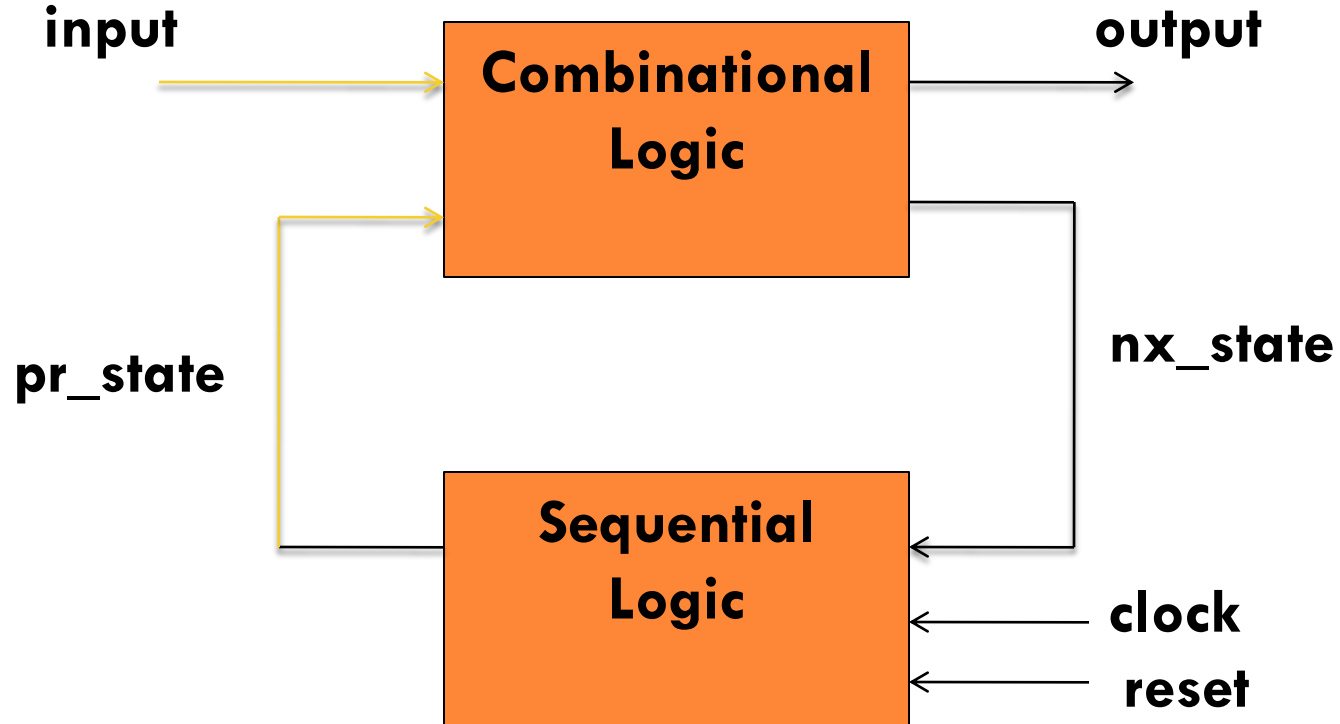 input
output
Combinational
Logic
pr_state
nx_state
Sequential
Logic
clock
reset